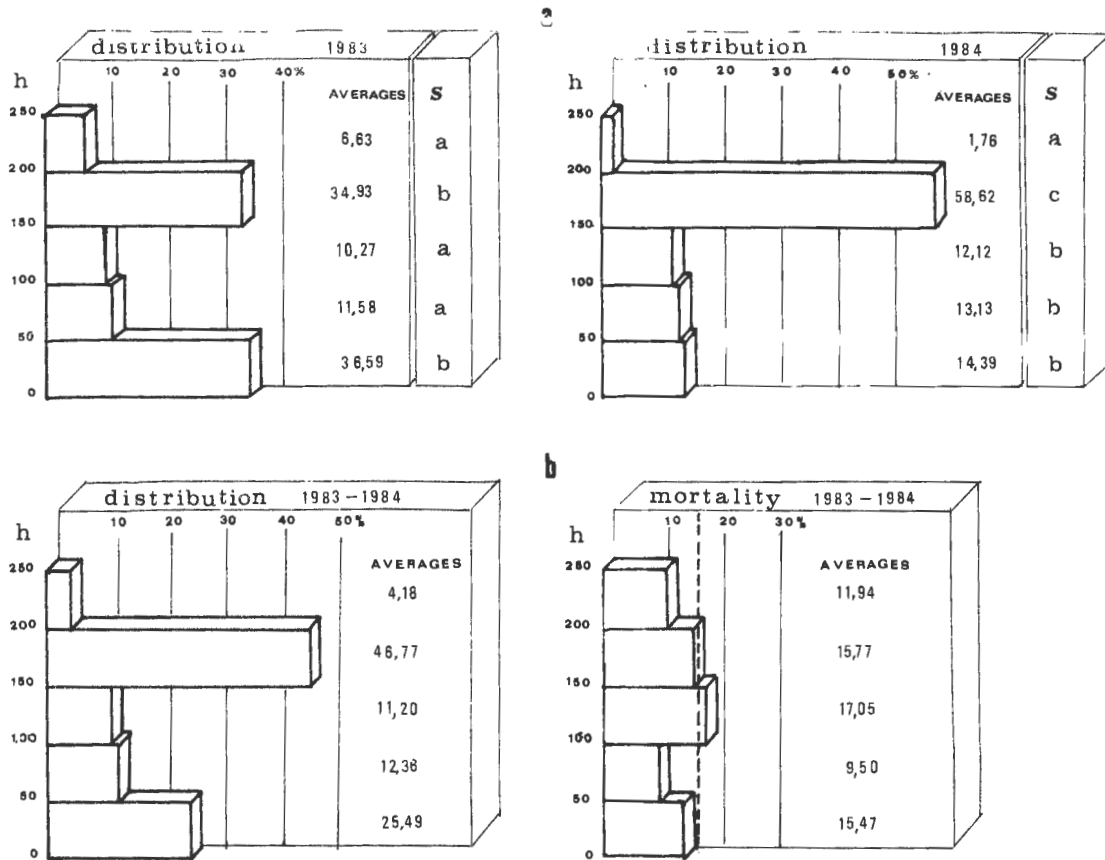 a
distribution 1983
10 20 30 40%
h AVERAGES S
250
6,63 a
200
34,93 b
150
10,27 a
100
11,58 a
50
36,59 b
0
distribution 1984
10 20 30 40 50%
AVERAGES S
250
1,76 a
200
58,62 c
150
12,12 b
100
13,13 b
50
14,39 b
0
b
distribution 1983-1984
10 20 30 40 50%
h
AVERAGES
250
4,18
200
46,77
150
11,20
100
12,36
50
25,49
0
mortality 1983-1984
10 20 30%
h
AVERAGES
250
11,94
200
15,77
150
17,05
100
9,50
50
15,47
0